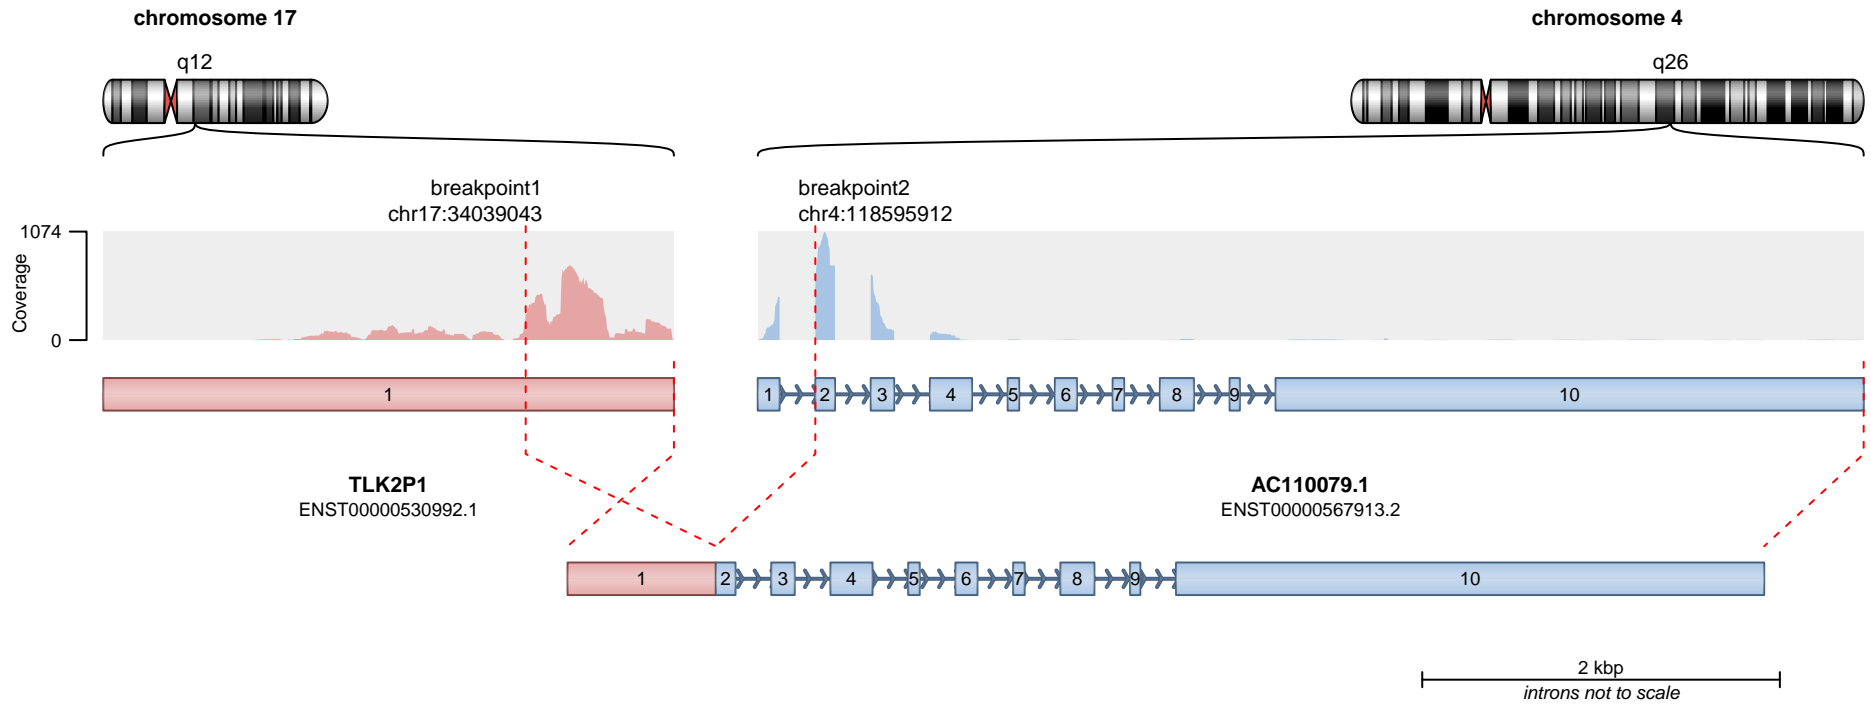 chromosome 17
chromosome 4
q12
q26
breakpoint1
chr17:34039043
breakpoint2
chr4:118595912
1074
Coverage
0
1
1 2 3 4 5 6 7 8 9 10
TLK2P1
ENST00000530992.1
AC110079.1
ENST00000567913.2
1 2 3 4 5 6 7 8 9 10
2 kbp
introns not to scale